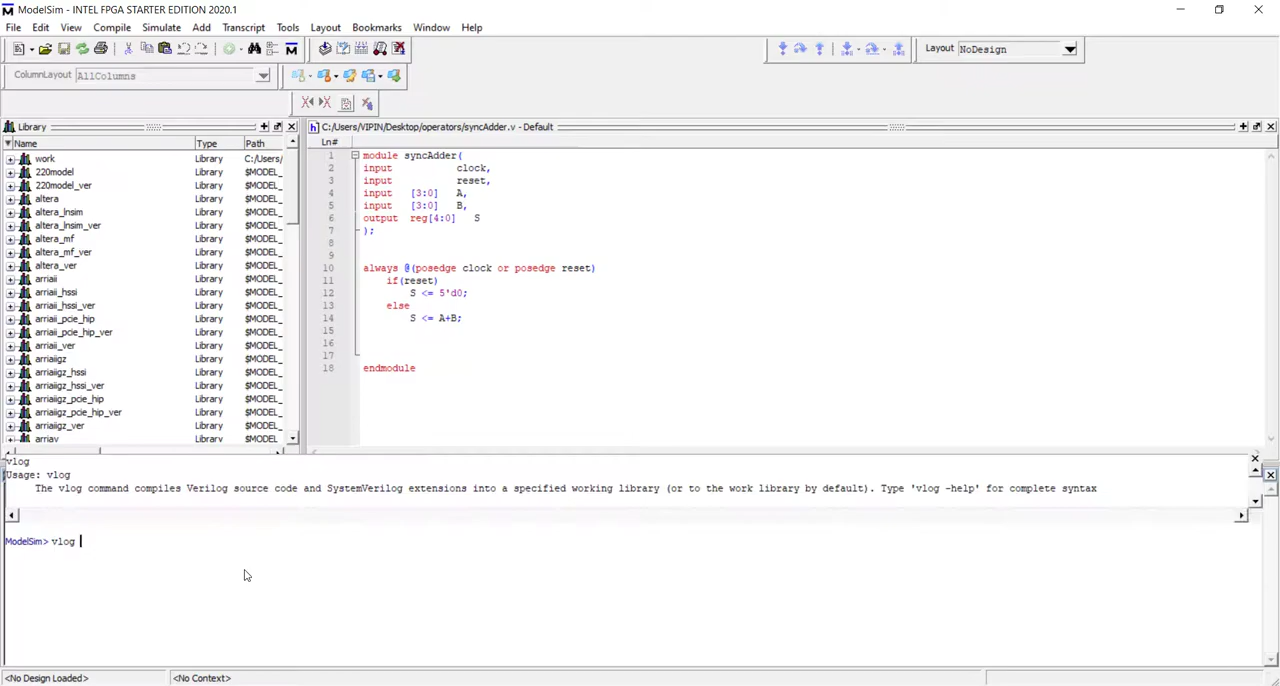 ModelSim - INTEL FPGA STARTER EDITION 2020.1
File Edit View Compile Simulate Add Transcript Tools Layout Bookmarks Window Help
Layout NoDesign
ColumnLayout AllColumns
Library
C:/Users/VIPIN/Desktop/operators/syncAdder.v - Default
Name Type Path
Ln#
work Library C:/Users/
220model Library $MODEL_
220model_ver Library $MODEL_
altera Library $MODEL_
altera_lnsim Library $MODEL_
altera_lnsim_ver Library $MODEL_
altera_mf Library $MODEL_
altera_mf_ver Library $MODEL_
altera_ver Library $MODEL_
arriaii Library $MODEL_
arriaii_hssi Library $MODEL_
arriaii_hssi_ver Library $MODEL_
arriaii_pcie_hip Library $MODEL_
arriaii_pcie_hip_ver Library $MODEL_
arriaii_ver Library $MODEL_
arriaiigz Library $MODEL_
arriaiigz_hssi Library $MODEL_
arriaiigz_hssi_ver Library $MODEL_
arriaiigz_pcie_hip Library $MODEL_
arriaiigz_pcie_hip_ver Library $MODEL_
arriaiigz_ver Library $MODEL_
arriav Library $MODEL_
1 module syncAdder(
2 input clock,
3 input reset,
4 input [3:0] A,
5 input [3:0] B,
6 output reg[4:0] S
7 );
8
9
10 always @(posedge clock or posedge reset)
11 if(reset)
12 S <= 5'd0;
13 else
14 S <= A+B;
15
16
17
18 endmodule
vlog
Usage: vlog
The vlog command compiles Verilog source code and SystemVerilog extensions into a specified working library (or to the work library by default). Type 'vlog -help' for complete syntax
ModelSim> vlog
<No Design Loaded> <No Context>